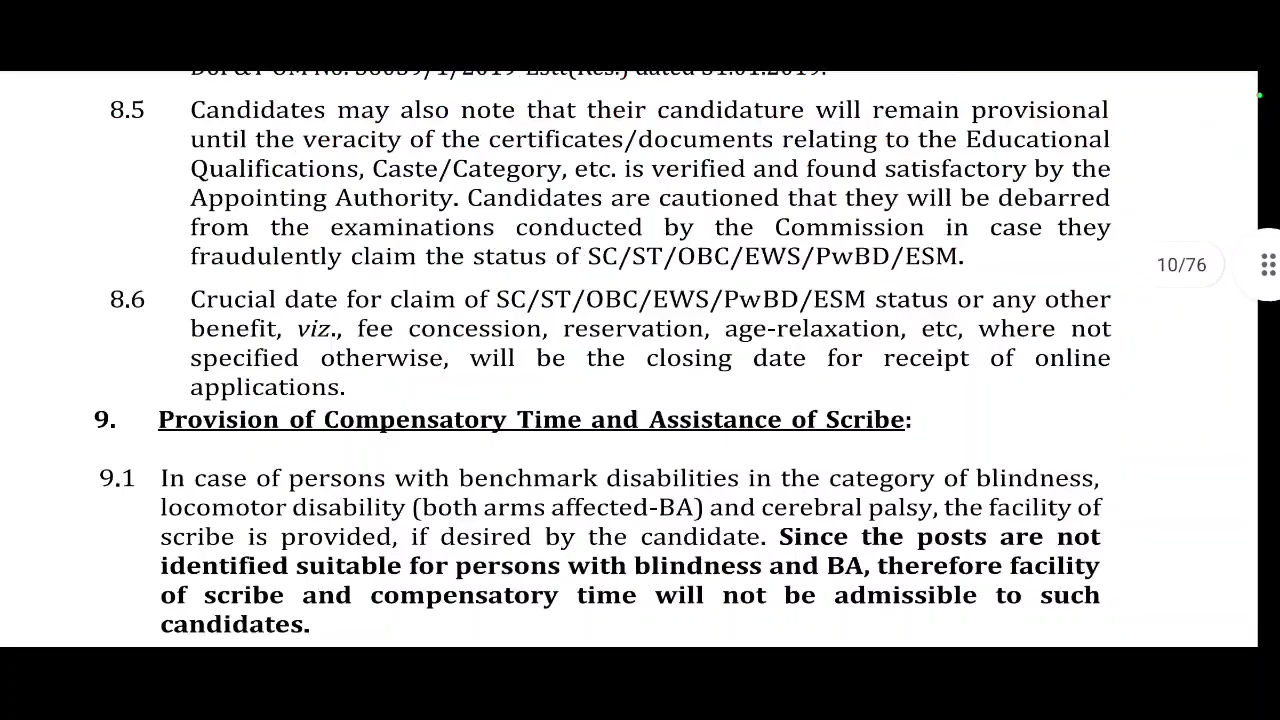 8.5 Candidates may also note that their candidature will remain provisional
until the veracity of the certificates/documents relating to the Educational
Qualifications, Caste/Category, etc. is verified and found satisfactory by the
Appointing Authority. Candidates are cautioned that they will be debarred
from the examinations conducted by the Commission in case they
fraudulently claim the status of SC/ST/OBC/EWS/PwBD/ESM.
10/76
8.6 Crucial date for claim of SC/ST/OBC/EWS/PwBD/ESM status or any other
benefit, viz., fee concession, reservation, age-relaxation, etc, where not
specified otherwise, will be the closing date for receipt of online
applications.
9. Provision of Compensatory Time and Assistance of Scribe:
9.1 In case of persons with benchmark disabilities in the category of blindness,
locomotor disability (both arms affected-BA) and cerebral palsy, the facility of
scribe is provided, if desired by the candidate. Since the posts are not
identified suitable for persons with blindness and BA, therefore facility
of scribe and compensatory time will not be admissible to such
candidates.